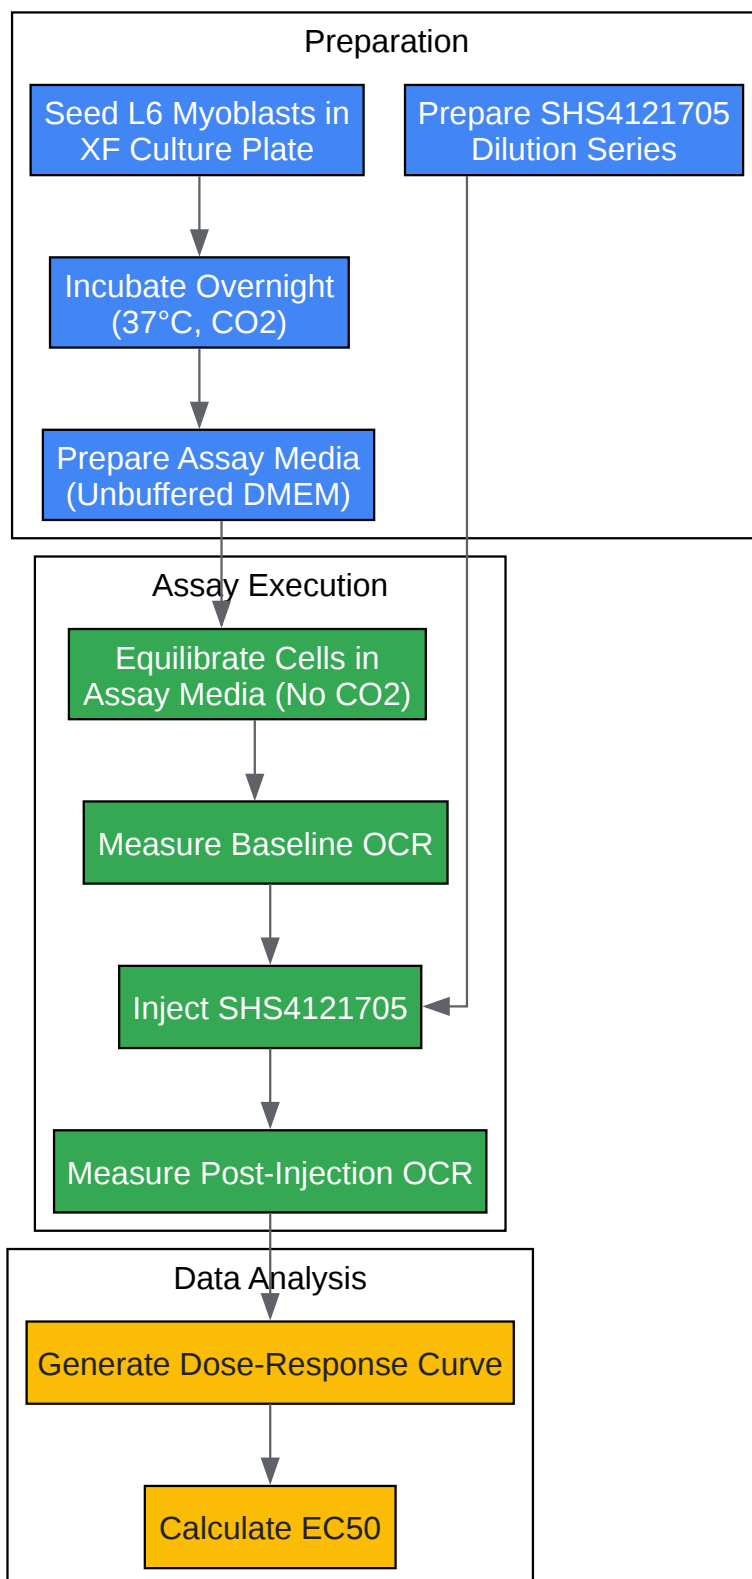 Preparation
Seed L6 Myoblasts in
XF Culture Plate
Prepare SHS4121705
Dilution Series
Incubate Overnight
(37°C, CO2)
Prepare Assay Media
(Unbuffered DMEM)
Assay Execution
Equilibrate Cells in
Assay Media (No CO2)
Measure Baseline OCR
Inject SHS4121705
Measure Post-Injection OCR
Data Analysis
Generate Dose-Response Curve
Calculate EC50